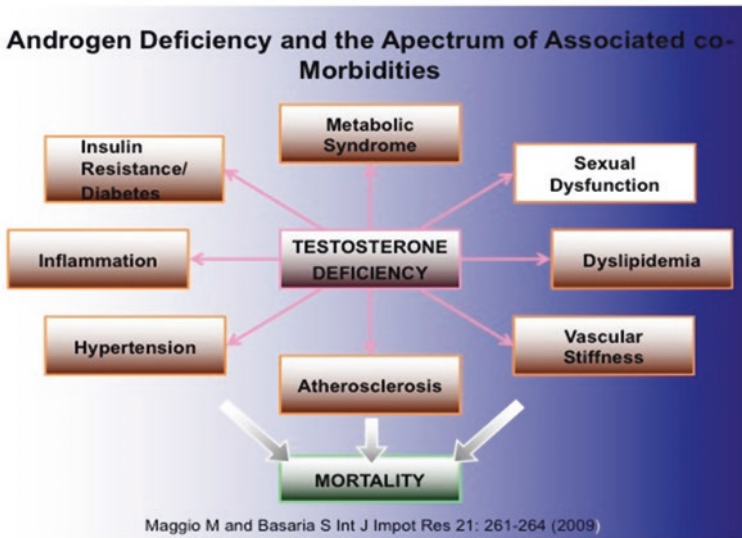 Androgen Deficiency and the Apectrum of Associated co-
Morbidities
Metabolic
Syndrome
Insulin
Resistance/
Diabetes
Sexual
Dysfunction
TESTOSTERONE
DEFICIENCY
Inflammation
Dyslipidemia
Hypertension
Vascular
Stiffness
Atherosclerosis
MORTALITY
Maggio M and Basaria S Int J Impot Res 21: 261-264 (2009)